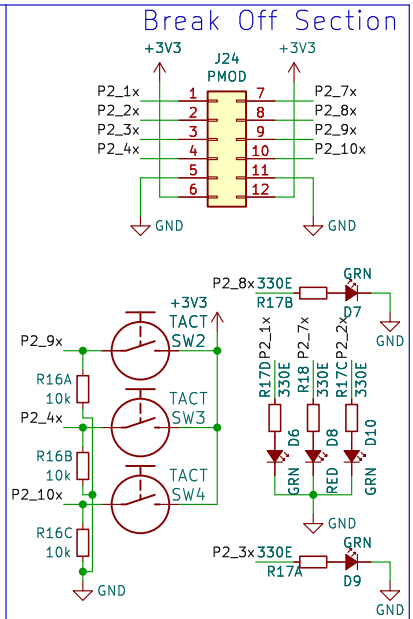 Break Off Section
+3V3 +3V3
J24
PMOD
P2_1x 1 7 P2_7x
P2_2x 2 8 P2_8x
P2_3x 3 9 P2_9x
P2_4x 4 10 P2_10x
5 11
6 12
GND GND
P2_9x
+3V3
TACT
SW2
R16A
10k
P2_4x
TACT
SW3
R16B
10k
P2_10x
TACT
SW4
R16C
10k
GND
P2_8x 330E
R17B
GRN
D7
GND
P2_1x
R17D
330E
D6
GRN
P2_7x
R18
330E
D8
RED
P2_2x
R17C
330E
D10
GRN
GND
P2_3x 330E
R17A
GRN
D9
GND